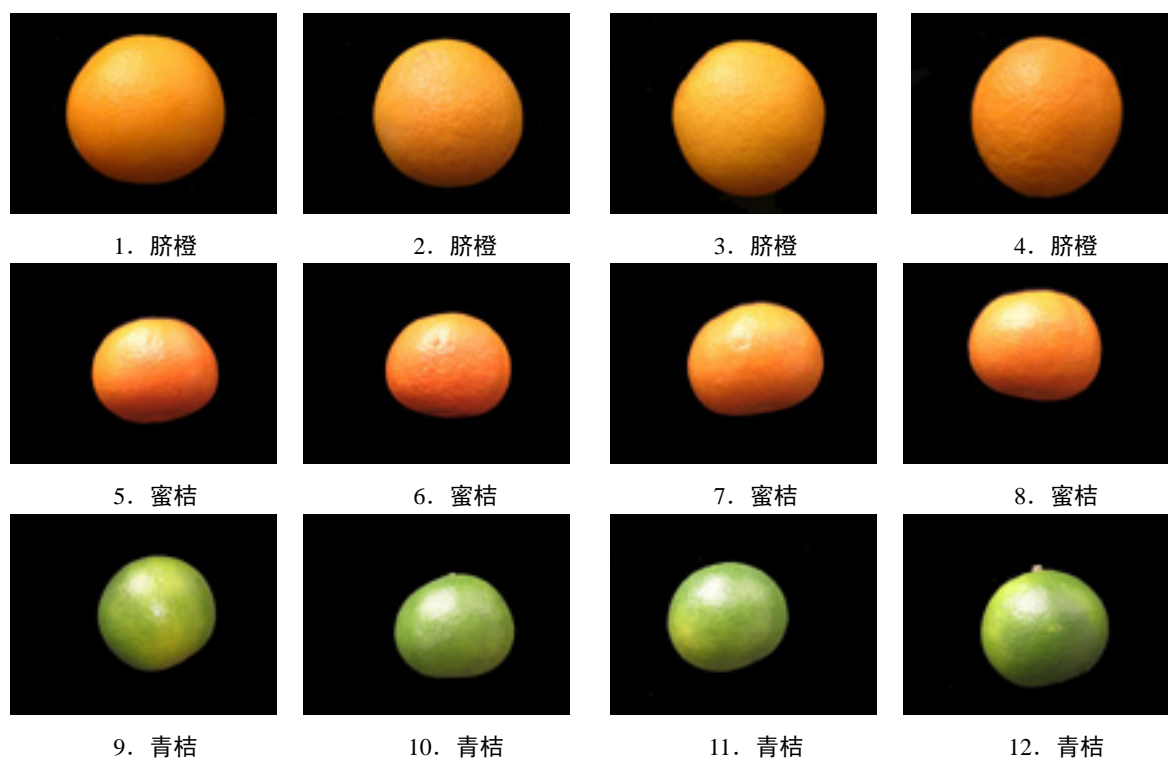 1. 脐橙 2. 脐橙 3. 脐橙 4. 脐橙
5. 蜜桔 6. 蜜桔 7. 蜜桔 8. 蜜桔
9. 青桔 10. 青桔 11. 青桔 12. 青桔